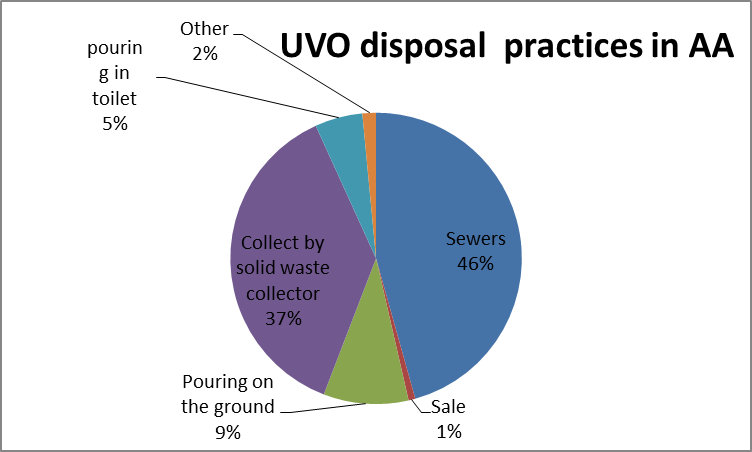 UVO disposal  practices in AA
Other
2%
pourin
g in
toilet
5%
Sewers
46%
Collect by
solid waste
collector
37%
Pouring on
the ground
9%
Sale
1%